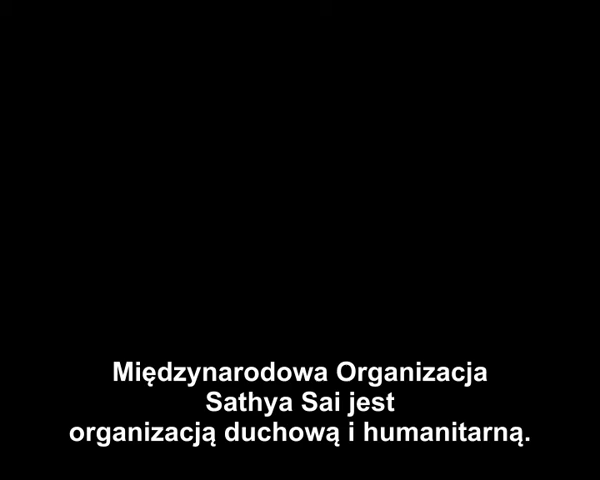 Międzynarodowa Organizacja
Sathya Sai jest
organizacją duchową i humanitarną.